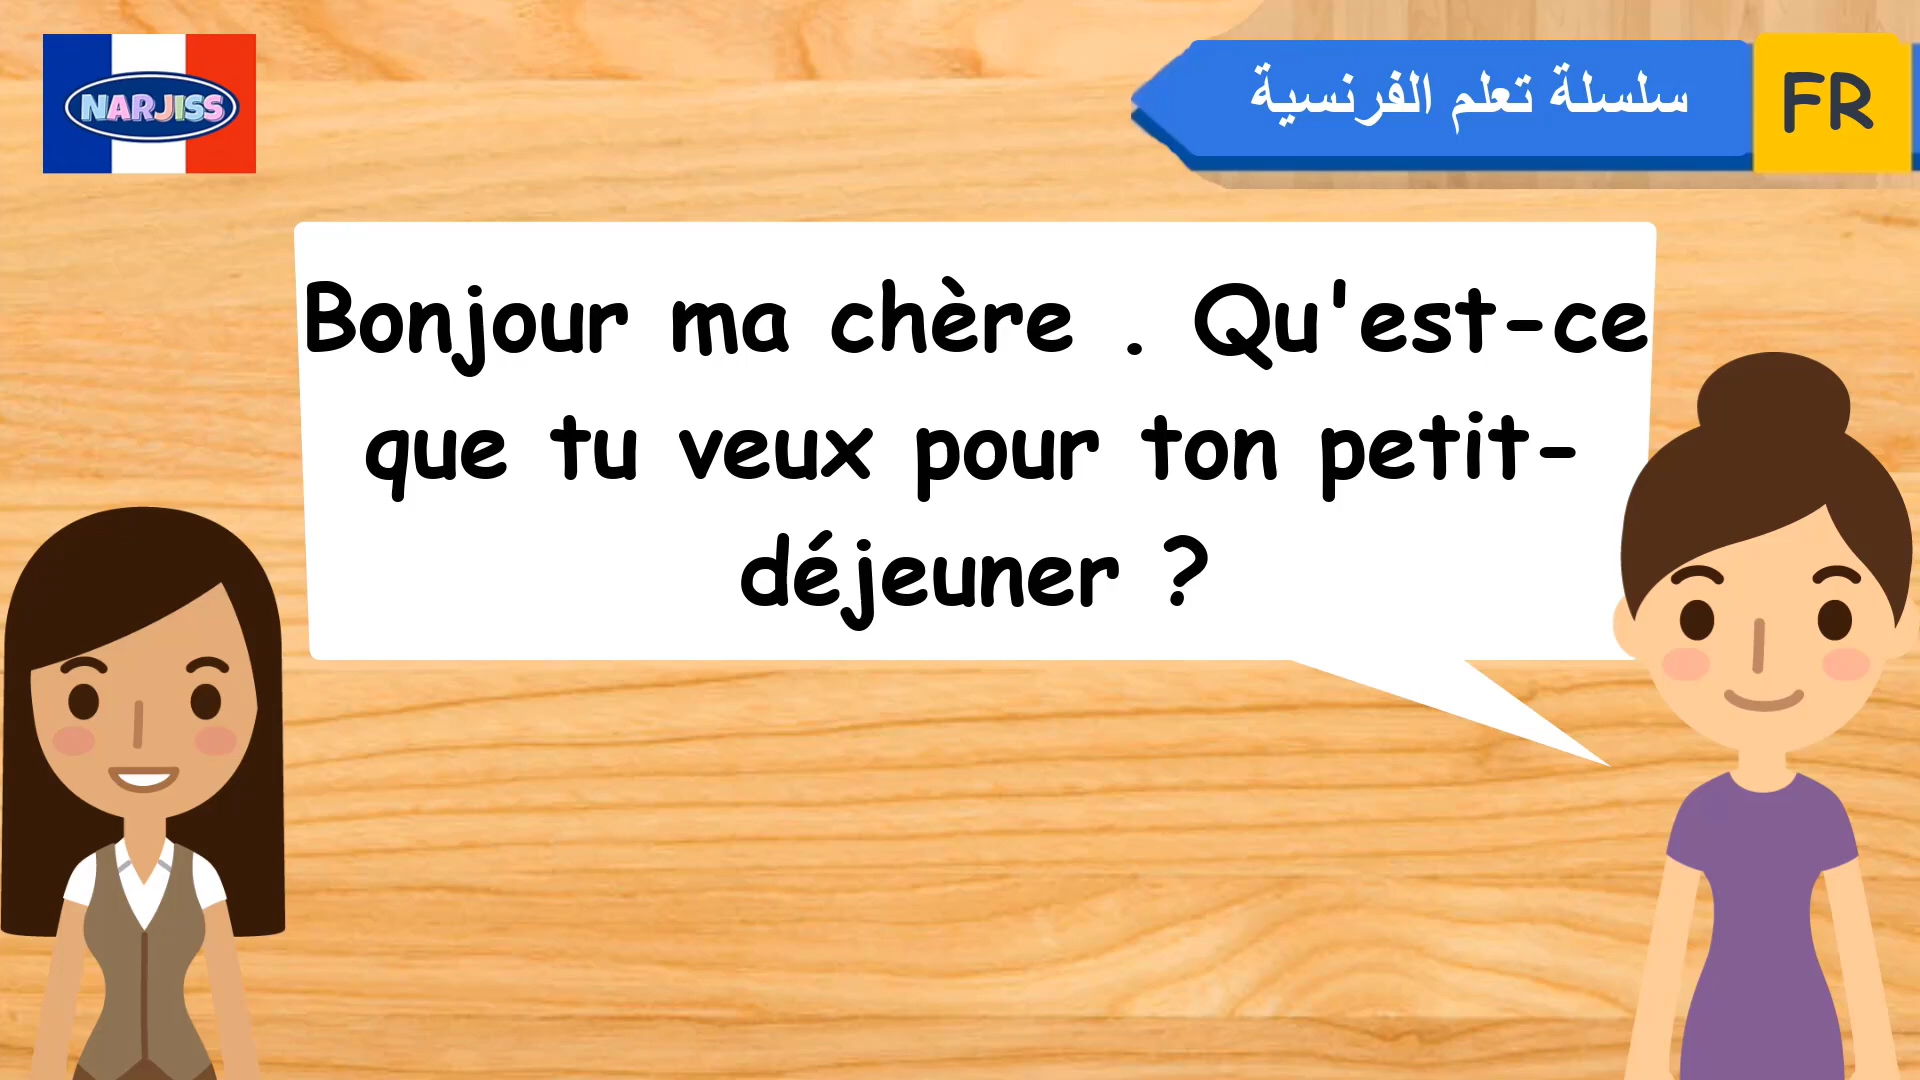 NARJISS
سلسلة تعلم الفرنسية
FR
Bonjour ma chère . Qu'est-ce
que tu veux pour ton petit-
déjeuner ?